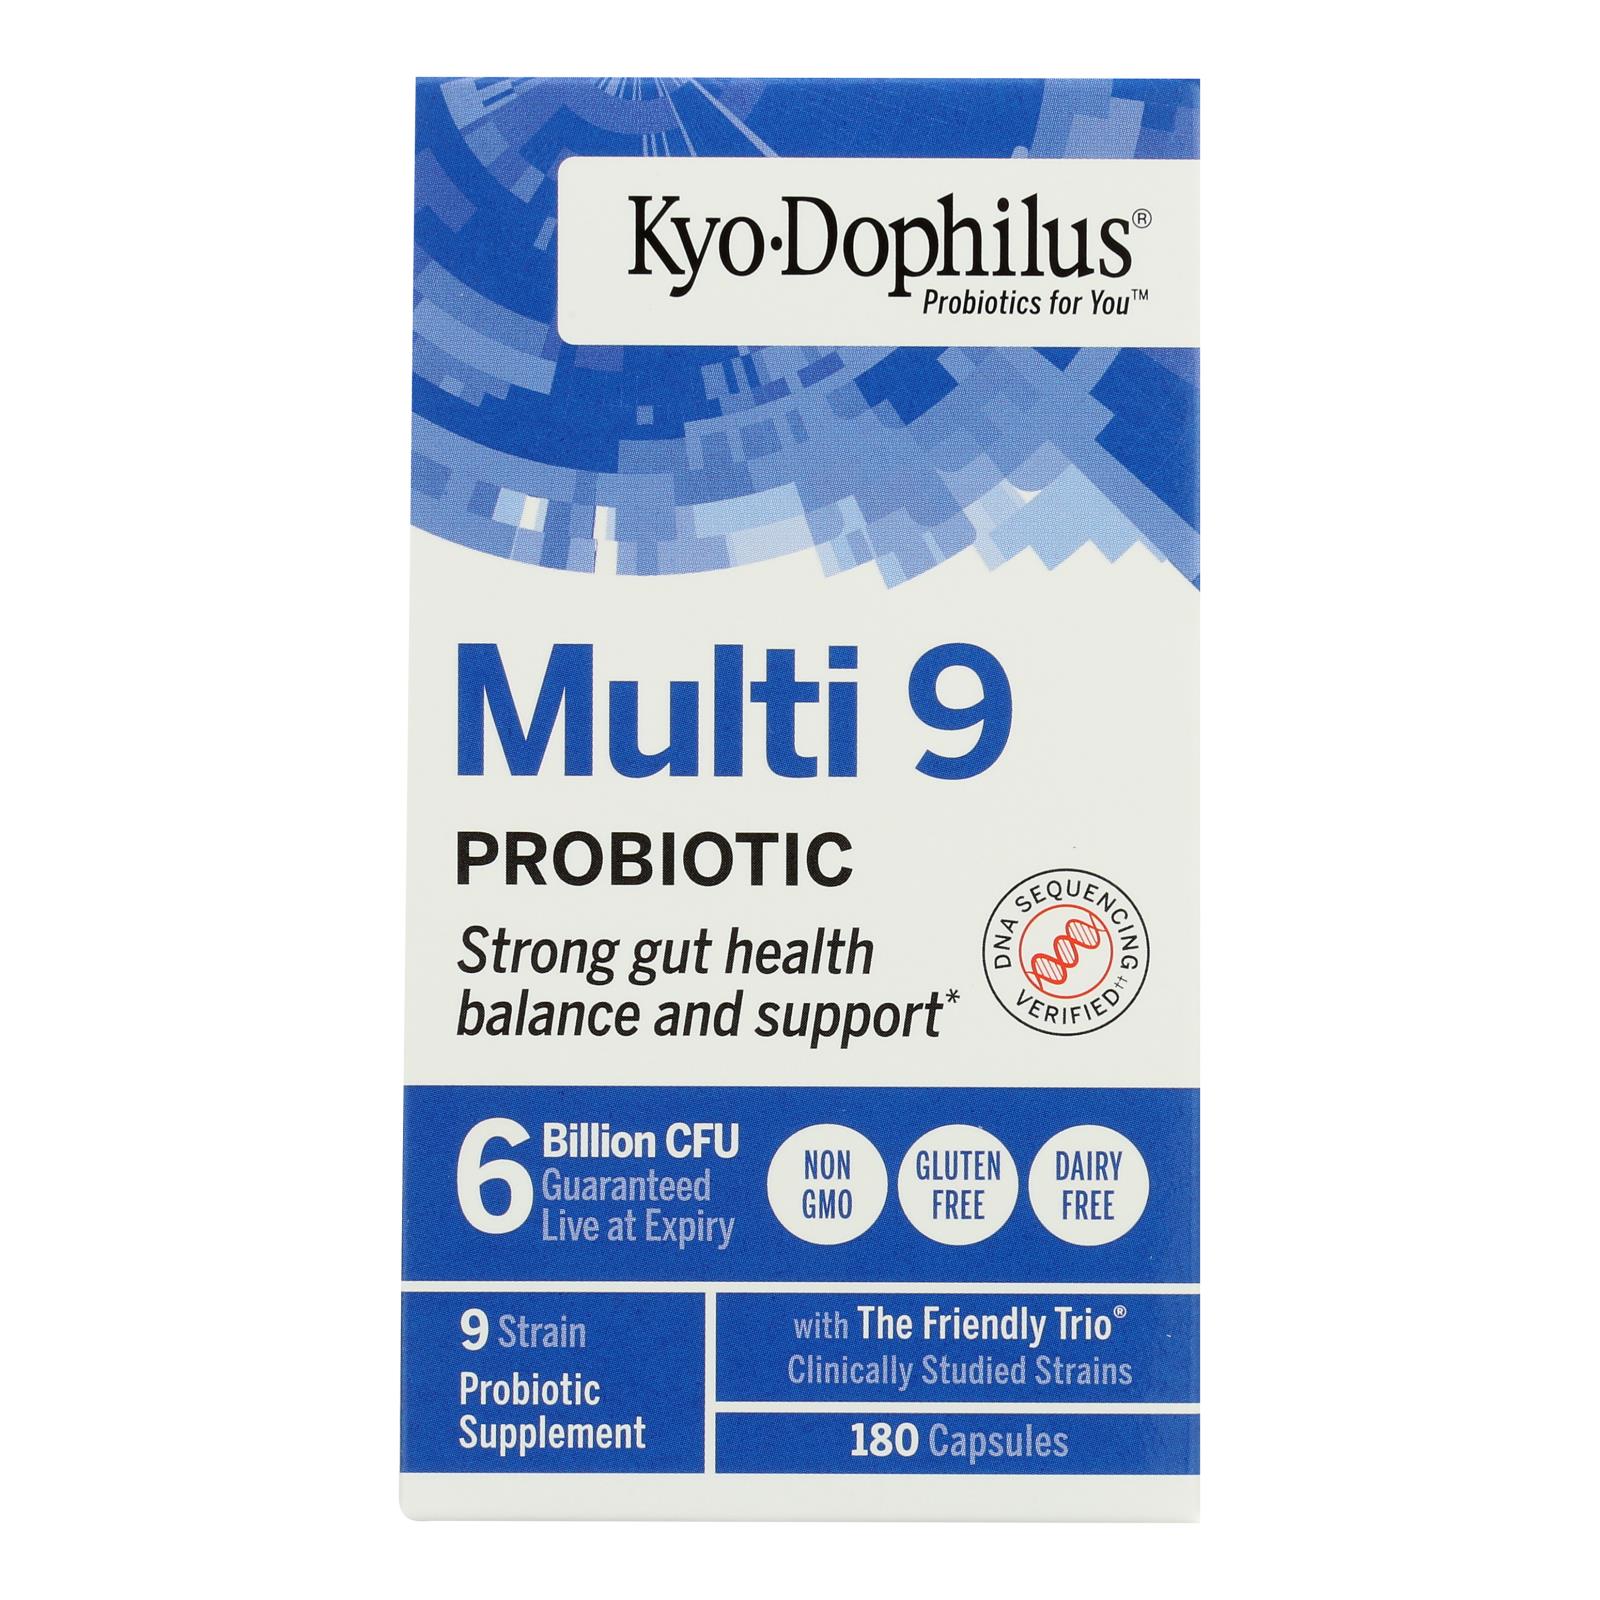 Kyo·Dophilus®
Probiotics for You™
Multi 9
PROBIOTIC
Strong gut health
balance and support*
DNA SEQUENCING
VERIFIED††
6 Billion CFU
Guaranteed
Live at Expiry
NON
GMO
GLUTEN
FREE
DAIRY
FREE
9 Strain
Probiotic
Supplement
with The Friendly Trio®
Clinically Studied Strains
180 Capsules